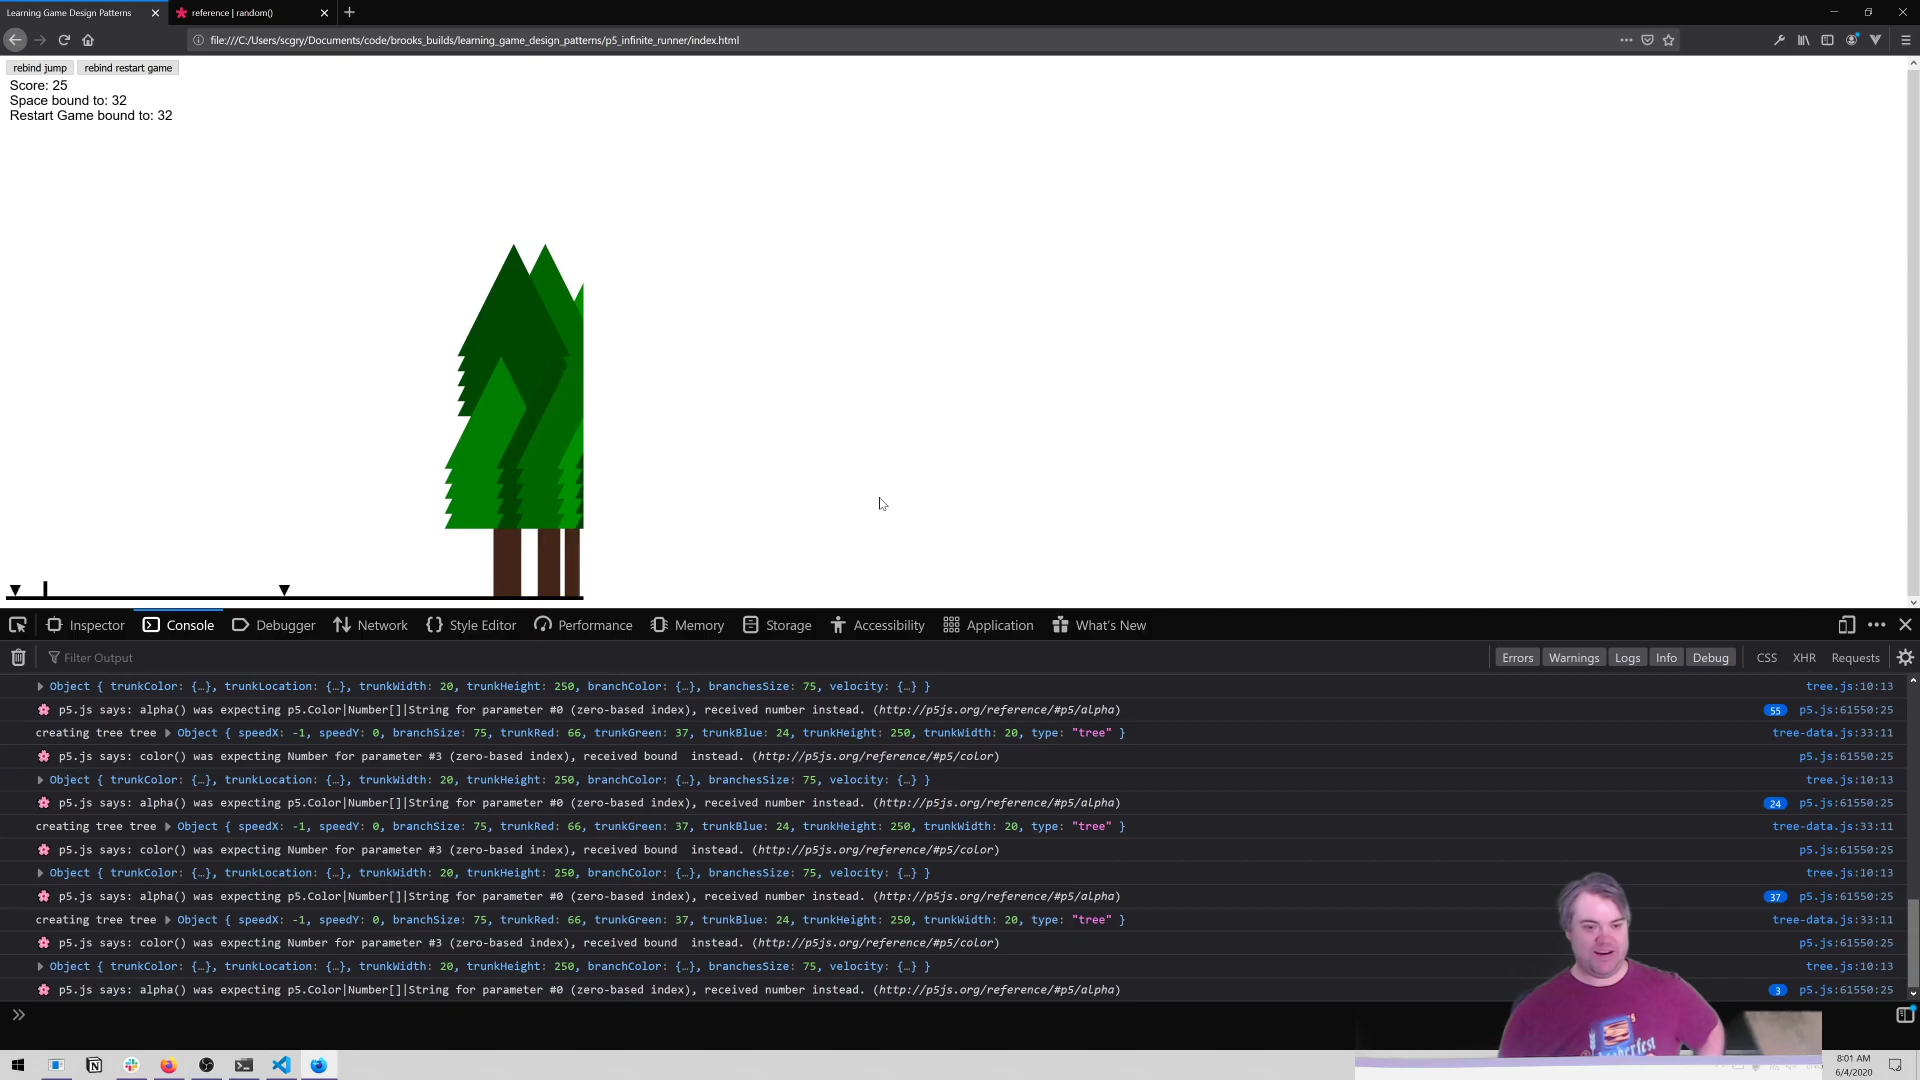 Learning Game Design Patterns
reference | random()
file:///C:/Users/scgry/Documents/code/brooks_builds/learning_game_design_patterns/p5_infinite_runner/index.html
rebind jump rebind restart game
Score: 25
Space bound to: 32
Restart Game bound to: 32
Inspector Console Debugger Network Style Editor Performance Memory Storage Accessibility Application What's New
Filter Output Errors Warnings Logs Info Debug CSS XHR Requests
Object { trunkColor: {…}, trunkLocation: {…}, trunkWidth: 20, trunkHeight: 250, branchColor: {…}, branchesSize: 75, velocity: {…} } tree.js:10:13
p5.js says: alpha() was expecting p5.Color|Number[]|String for parameter #0 (zero-based index), received number instead. (http://p5js.org/reference/#p5/alpha) 55 p5.js:61550:25
creating tree tree Object { speedX: -1, speedY: 0, branchSize: 75, trunkRed: 66, trunkGreen: 37, trunkBlue: 24, trunkHeight: 250, trunkWidth: 20, type: "tree" } tree-data.js:33:11
p5.js says: color() was expecting Number for parameter #3 (zero-based index), received bound  instead. (http://p5js.org/reference/#p5/color) p5.js:61550:25
Object { trunkColor: {…}, trunkLocation: {…}, trunkWidth: 20, trunkHeight: 250, branchColor: {…}, branchesSize: 75, velocity: {…} } tree.js:10:13
p5.js says: alpha() was expecting p5.Color|Number[]|String for parameter #0 (zero-based index), received number instead. (http://p5js.org/reference/#p5/alpha) 24 p5.js:61550:25
creating tree tree Object { speedX: -1, speedY: 0, branchSize: 75, trunkRed: 66, trunkGreen: 37, trunkBlue: 24, trunkHeight: 250, trunkWidth: 20, type: "tree" } tree-data.js:33:11
p5.js says: color() was expecting Number for parameter #3 (zero-based index), received bound  instead. (http://p5js.org/reference/#p5/color) p5.js:61550:25
Object { trunkColor: {…}, trunkLocation: {…}, trunkWidth: 20, trunkHeight: 250, branchColor: {…}, branchesSize: 75, velocity: {…} } tree.js:10:13
p5.js says: alpha() was expecting p5.Color|Number[]|String for parameter #0 (zero-based index), received number instead. (http://p5js.org/reference/#p5/alpha) 37 p5.js:61550:25
creating tree tree Object { speedX: -1, speedY: 0, branchSize: 75, trunkRed: 66, trunkGreen: 37, trunkBlue: 24, trunkHeight: 250, trunkWidth: 20, type: "tree" } tree-data.js:33:11
p5.js says: color() was expecting Number for parameter #3 (zero-based index), received bound  instead. (http://p5js.org/reference/#p5/color) p5.js:61550:25
Object { trunkColor: {…}, trunkLocation: {…}, trunkWidth: 20, trunkHeight: 250, branchColor: {…}, branchesSize: 75, velocity: {…} } tree.js:10:13
p5.js says: alpha() was expecting p5.Color|Number[]|String for parameter #0 (zero-based index), received number instead. (http://p5js.org/reference/#p5/alpha) 3 p5.js:61550:25
8:01 AM
6/4/2020